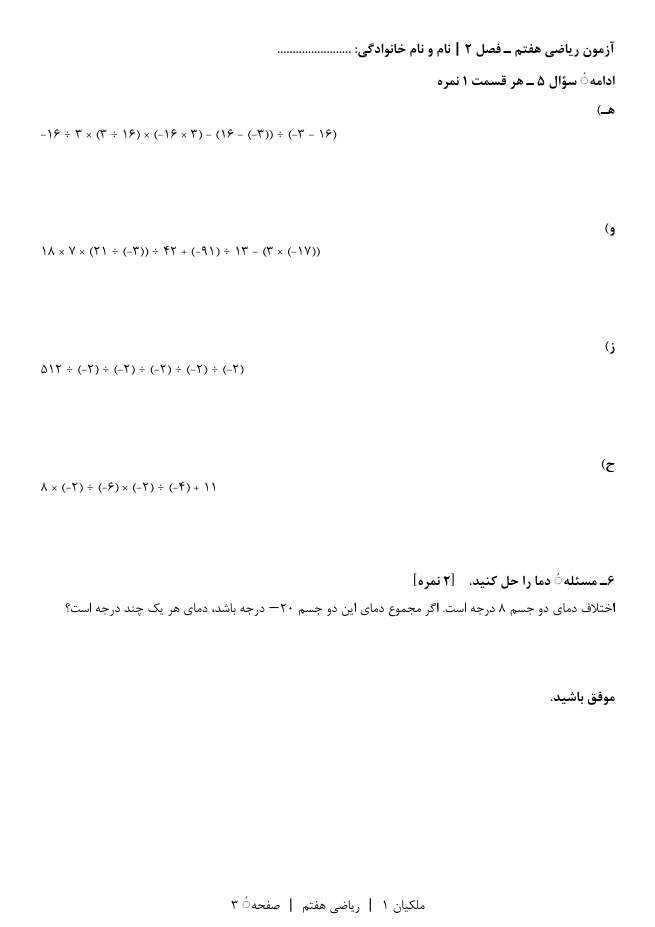 آزمون ریاضی هفتم ـ فصل ۲ | نام و نام خانوادگی: ........................
ادامهٔ سؤال ۵ ـ هر قسمت ۱ نمره
هـ)
−۱۶ ÷ ۳ × (۳ ÷ ۱۶) × (−۱۶ × ۳) − (۱۶ − (−۳)) ÷ (−۳ − ۱۶)
و)
۱۸ × ۷ × (۲۱ ÷ (−۳)) ÷ ۴۲ + (−۹۱) ÷ ۱۳ − (۳ × (−۱۷))
ز)
۵۱۲ ÷ (−۲) ÷ (−۲) ÷ (−۲) ÷ (−۲) ÷ (−۲)
ح)
۸ × (−۲) ÷ (−۶) × (−۲) ÷ (−۴) + ۱۱
۶ـ مسئلهٔ دما را حل کنید. [۲ نمره]
اختلاف دمای دو جسم ۸ درجه است. اگر مجموع دمای این دو جسم ۲۰− درجه باشد، دمای هر یک چند درجه است؟
موفق باشید.
ملکیان ۱ | ریاضی هفتم | صفحهٔ ۳